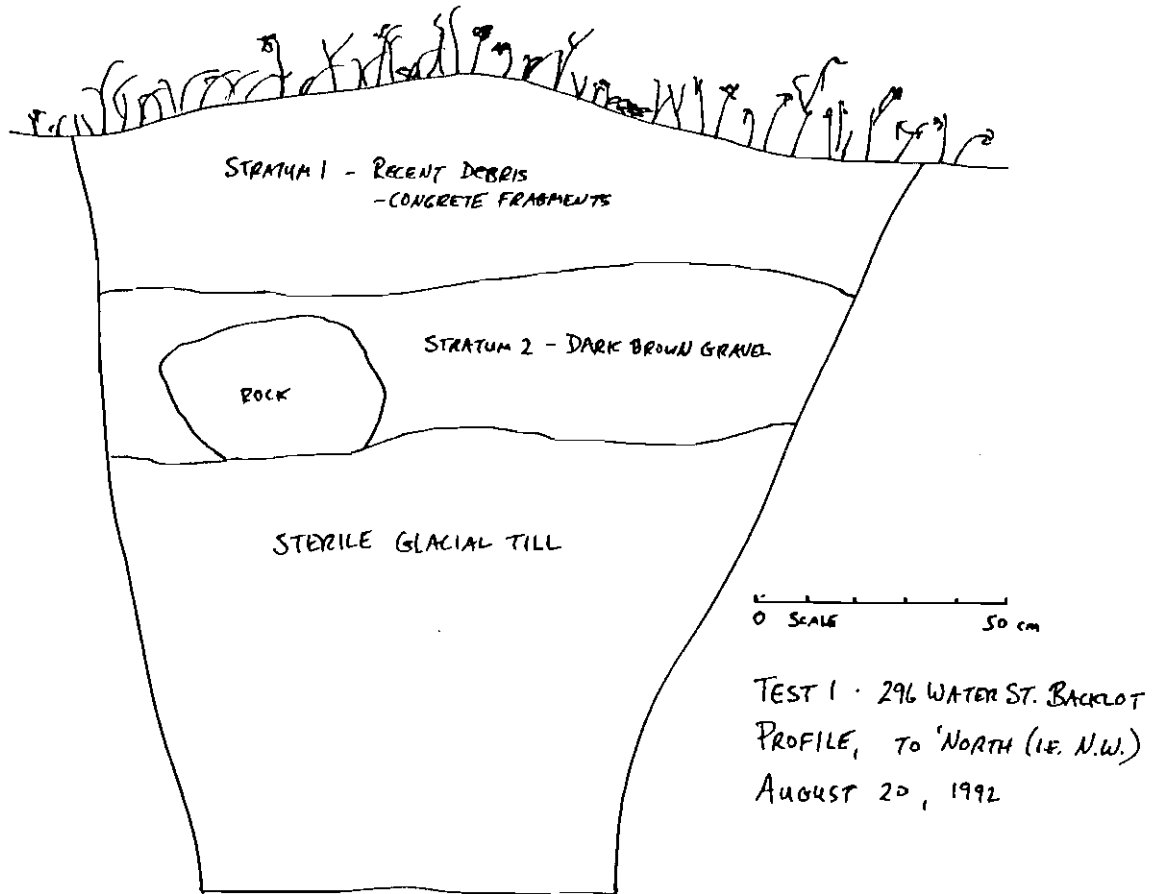 STRATUM 1 - RECENT DEBRIS
- CONCRETE FRAGMENTS
STRATUM 2 - DARK BROWN GRAVEL
ROCK
STERILE GLACIAL TILL
0 SCALE 50 cm
TEST 1 · 296 WATER ST. BACKLOT
PROFILE, TO 'NORTH (I.E. N.W.)
AUGUST 20, 1992